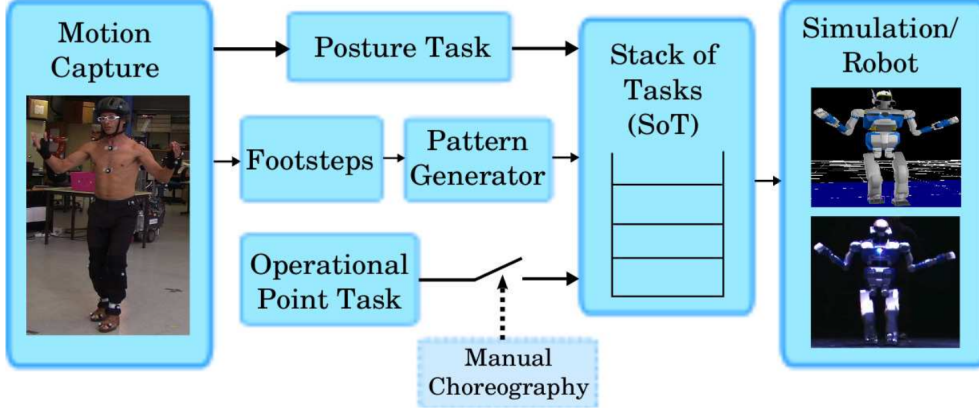 Motion
Capture
Posture Task
Footsteps
Pattern
Generator
Operational
Point Task
Manual
Choreography
Stack of
Tasks
(SoT)
Simulation/
Robot